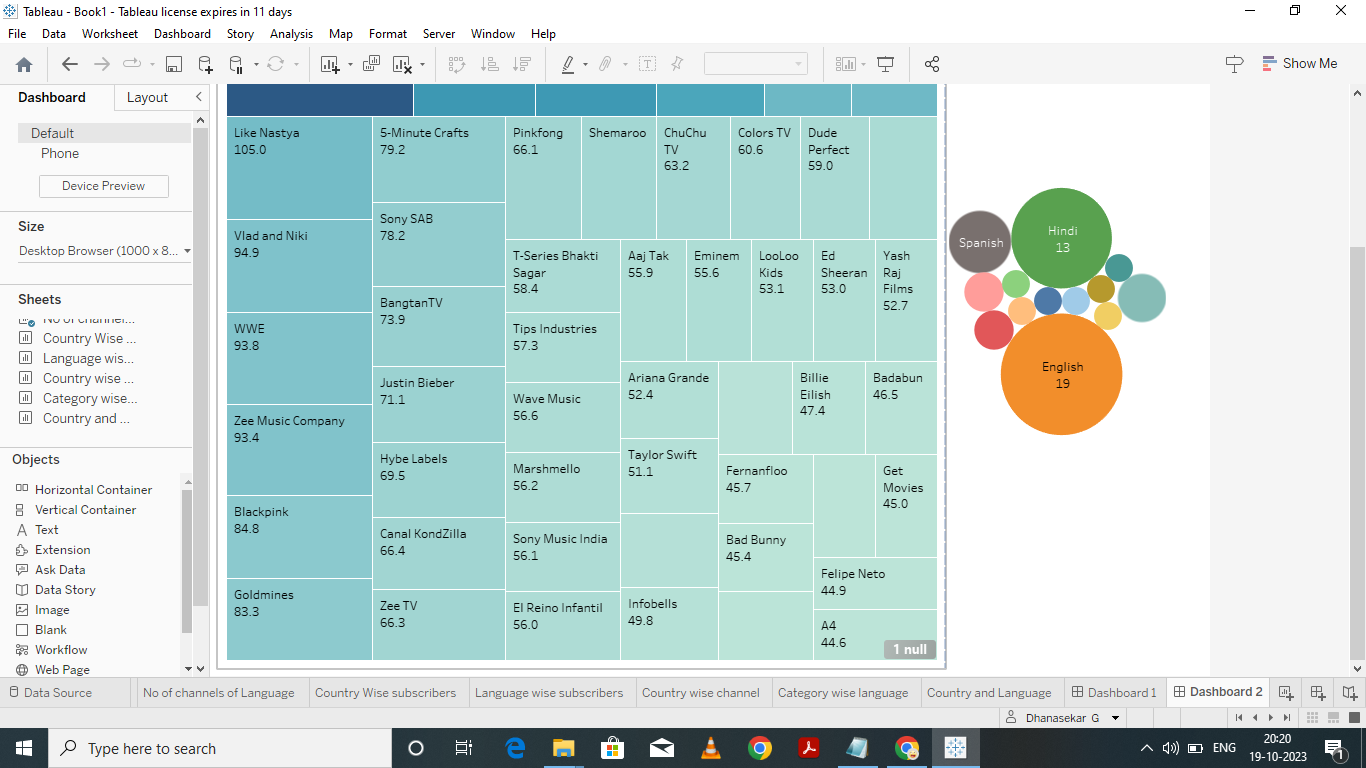 Tableau - Book1 - Tableau license expires in 11 days
File Data Worksheet Dashboard Story Analysis Map Format Server Window Help
Show Me
Dashboard Layout
Default
Phone
Device Preview
Size
Desktop Browser (1000 x 8...
Sheets
Country Wise ...
Language wis...
Country wise ...
Category wise...
Country and ...
Objects
Horizontal Container
Vertical Container
Text
Extension
Ask Data
Data Story
Image
Blank
Workflow
Web Page
Like Nastya
105.0
Vlad and Niki
94.9
WWE
93.8
Zee Music Company
93.4
Blackpink
84.8
Goldmines
83.3
5-Minute Crafts
79.2
Sony SAB
78.2
BangtanTV
73.9
Justin Bieber
71.1
Hybe Labels
69.5
Canal KondZilla
66.4
Zee TV
66.3
Pinkfong
66.1
Shemaroo
ChuChu
TV
63.2
Colors TV
60.6
Dude
Perfect
59.0
T-Series Bhakti
Sagar
58.4
Tips Industries
57.3
Wave Music
56.6
Marshmello
56.2
Sony Music India
56.1
El Reino Infantil
56.0
Aaj Tak
55.9
Eminem
55.6
LooLoo
Kids
53.1
Ed
Sheeran
53.0
Yash
Raj
Films
52.7
Ariana Grande
52.4
Taylor Swift
51.1
Infobells
49.8
Billie
Eilish
47.4
Badabun
46.5
Fernanfloo
45.7
Bad Bunny
45.4
Get
Movies
45.0
Felipe Neto
44.9
A4
44.6
1 null
Spanish
Hindi
13
English
19
Data Source No of channels of Language Country Wise subscribers Language wise subscribers Country wise channel Category wise language Country and Language Dashboard 1 Dashboard 2
Dhanasekar G
Type here to search
ENG
20:20
19-10-2023
1